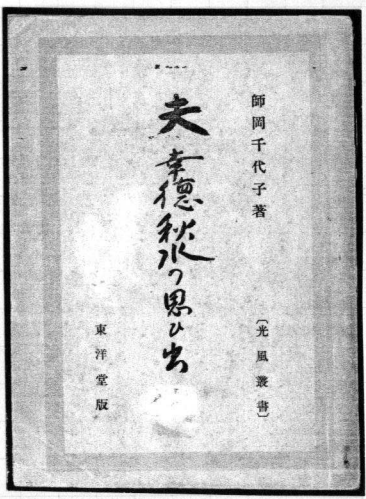 師岡千代子著
夫
幸徳秋水の思ひ出
〔光風叢書〕
東洋堂版